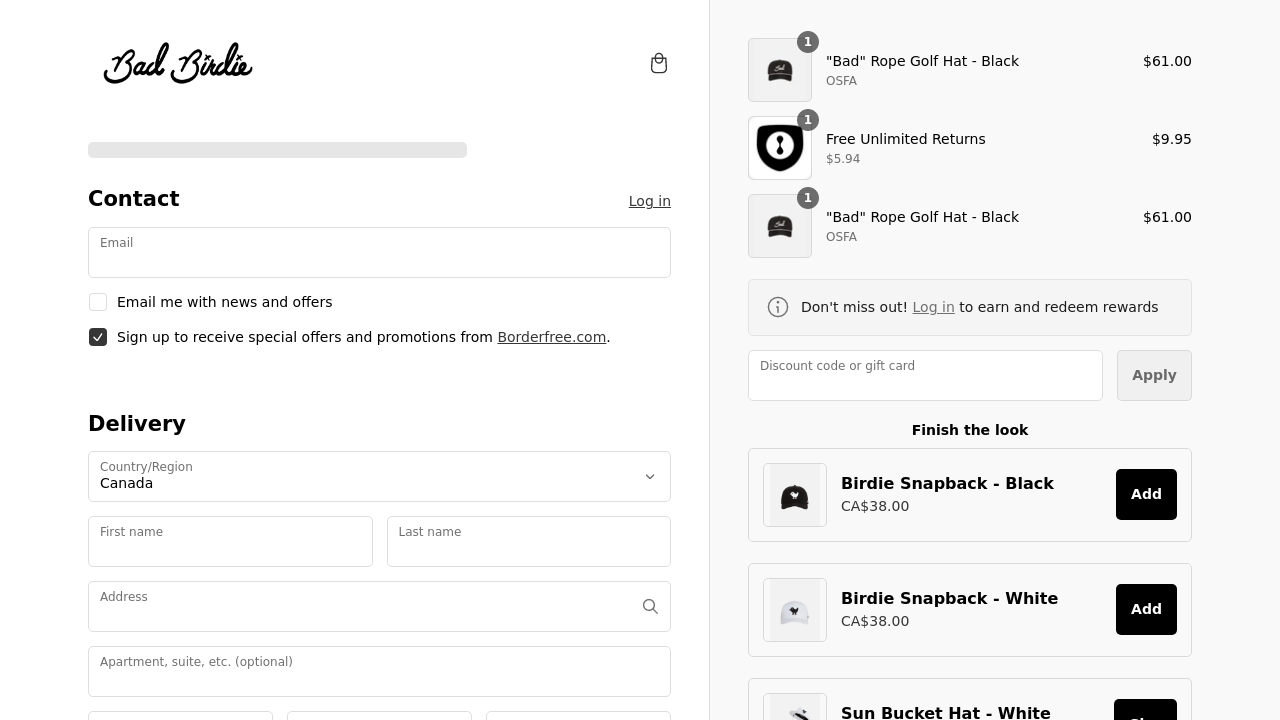 Bad Birdie
Contact
Log in
Email
Email me with news and offers
Sign up to receive special offers and promotions from Borderfree.com.
Delivery
Country/Region
Canada
First name
Last name
Address
Apartment, suite, etc. (optional)
1
"Bad" Rope Golf Hat - Black
$61.00
OSFA
1
Free Unlimited Returns
$9.95
$5.94
1
"Bad" Rope Golf Hat - Black
$61.00
OSFA
Don't miss out! Log in to earn and redeem rewards
Discount code or gift card
Apply
Finish the look
Birdie Snapback - Black
CA$38.00
Add
Birdie Snapback - White
CA$38.00
Add
Sun Bucket Hat - White